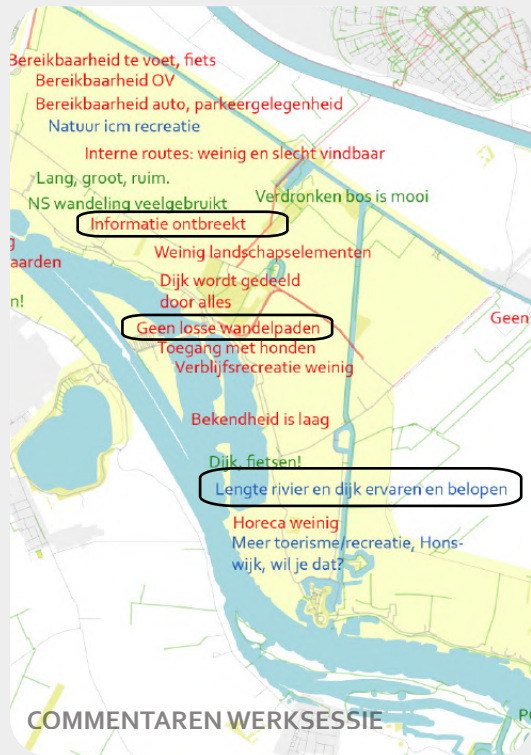 Bereikbaarheid te voet, fiets
Bereikbaarheid OV
Bereikbaarheid auto, parkeergelegenheid
Natuur icm recreatie
Interne routes: weinig en slecht vindbaar
Lang, groot, ruim.
Verdronken bos is mooi
NS wandeling veelgebruikt
Informatie ontbreekt
Weinig landschapselementen
aarden
Dijk wordt gedeeld
door alles
n!
Geen
Geen losse wandelpaden
Toegang met honden
Verblijfsrecreatie weinig
Bekendheid is laag
Dijk, fietsen!
Lengte rivier en dijk ervaren en belopen
Horeca weinig
Meer toerisme/recreatie, Hons-
wijk, wil je dat?
COMMENTAREN WERKSESSIE